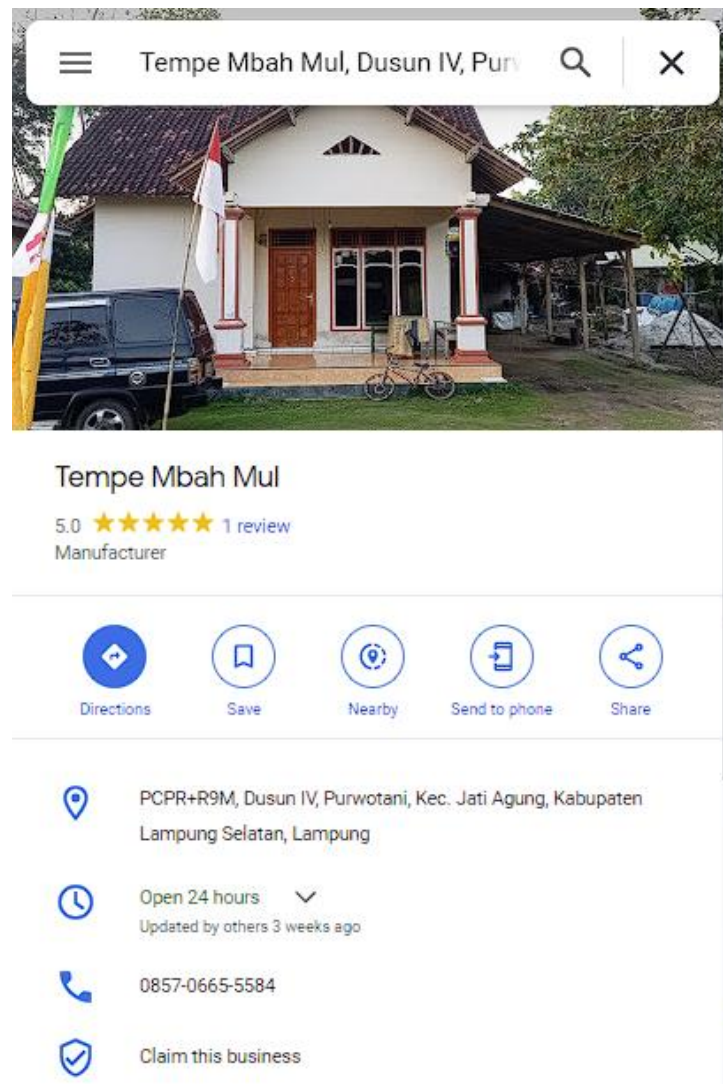 Tempe Mbah Mul, Dusun IV, Purw
Tempe Mbah Mul
5.0 1 review
Manufacturer
Directions Save Nearby Send to phone Share
PCPR+R9M, Dusun IV, Purwotani, Kec. Jati Agung, Kabupaten
Lampung Selatan, Lampung
Open 24 hours
Updated by others 3 weeks ago
0857-0665-5584
Claim this business